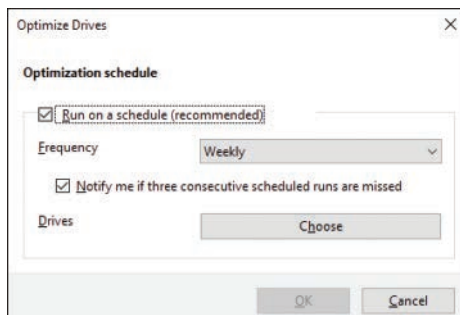 Optimize Drives
Optimization schedule
Run on a schedule (recommended)
Frequency
Weekly
Notify me if three consecutive scheduled runs are missed
Drives
Choose
OK
Cancel